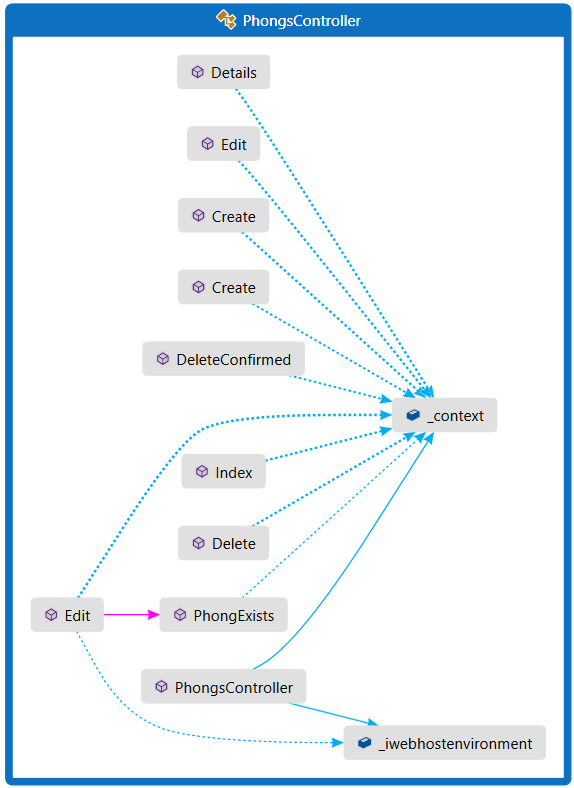 PhongsController
Details
Edit
Create
Create
DeleteConfirmed
_context
Index
Delete
Edit
PhongExists
PhongsController
_iwebhostenvironment